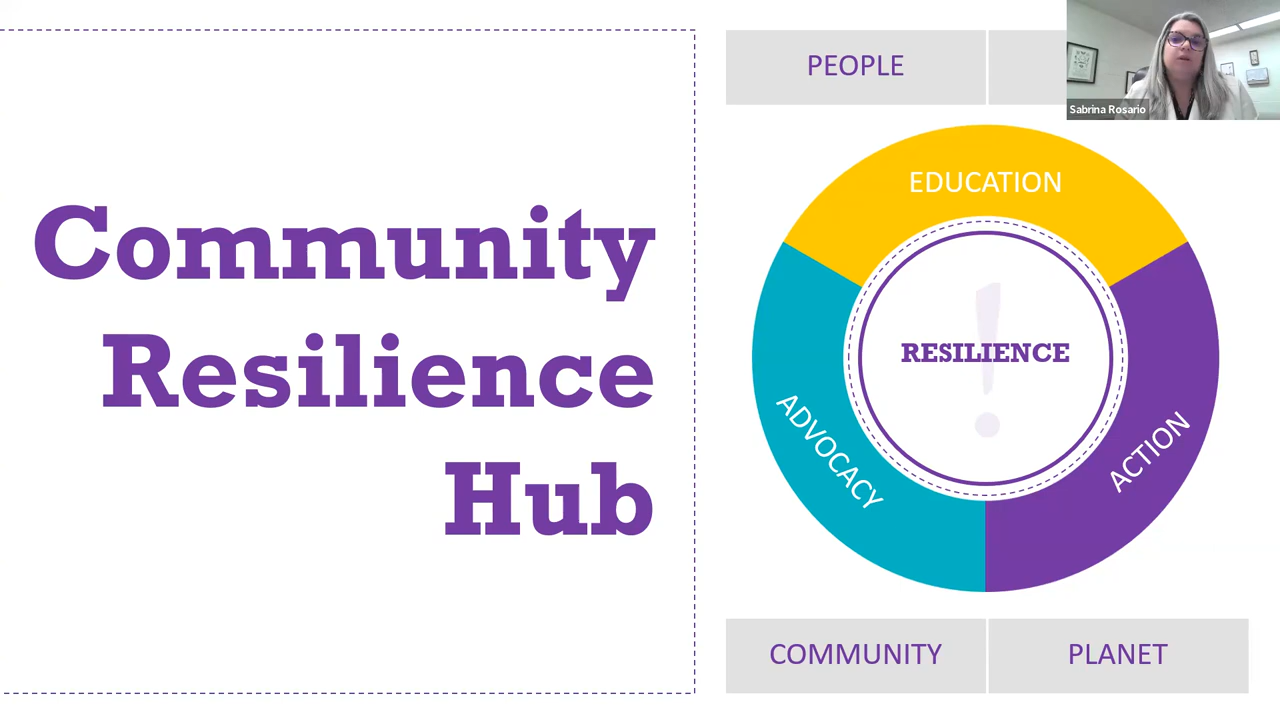 Community
Resilience
Hub
PEOPLE
Sabrina Rosario
EDUCATION
RESILIENCE
!
ADVOCACY
ACTION
COMMUNITY
PLANET